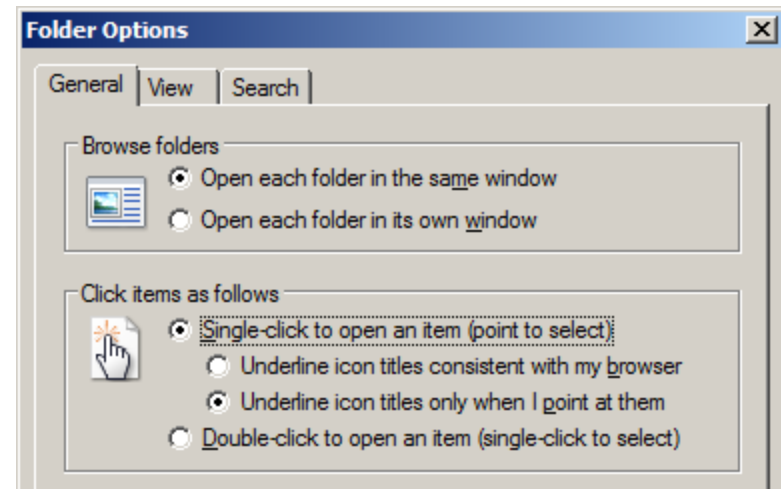 Folder Options
General View Search
Browse folders
Open each folder in the same window
Open each folder in its own window
Click items as follows
Single-click to open an item (point to select)
Underline icon titles consistent with my browser
Underline icon titles only when I point at them
Double-click to open an item (single-click to select)